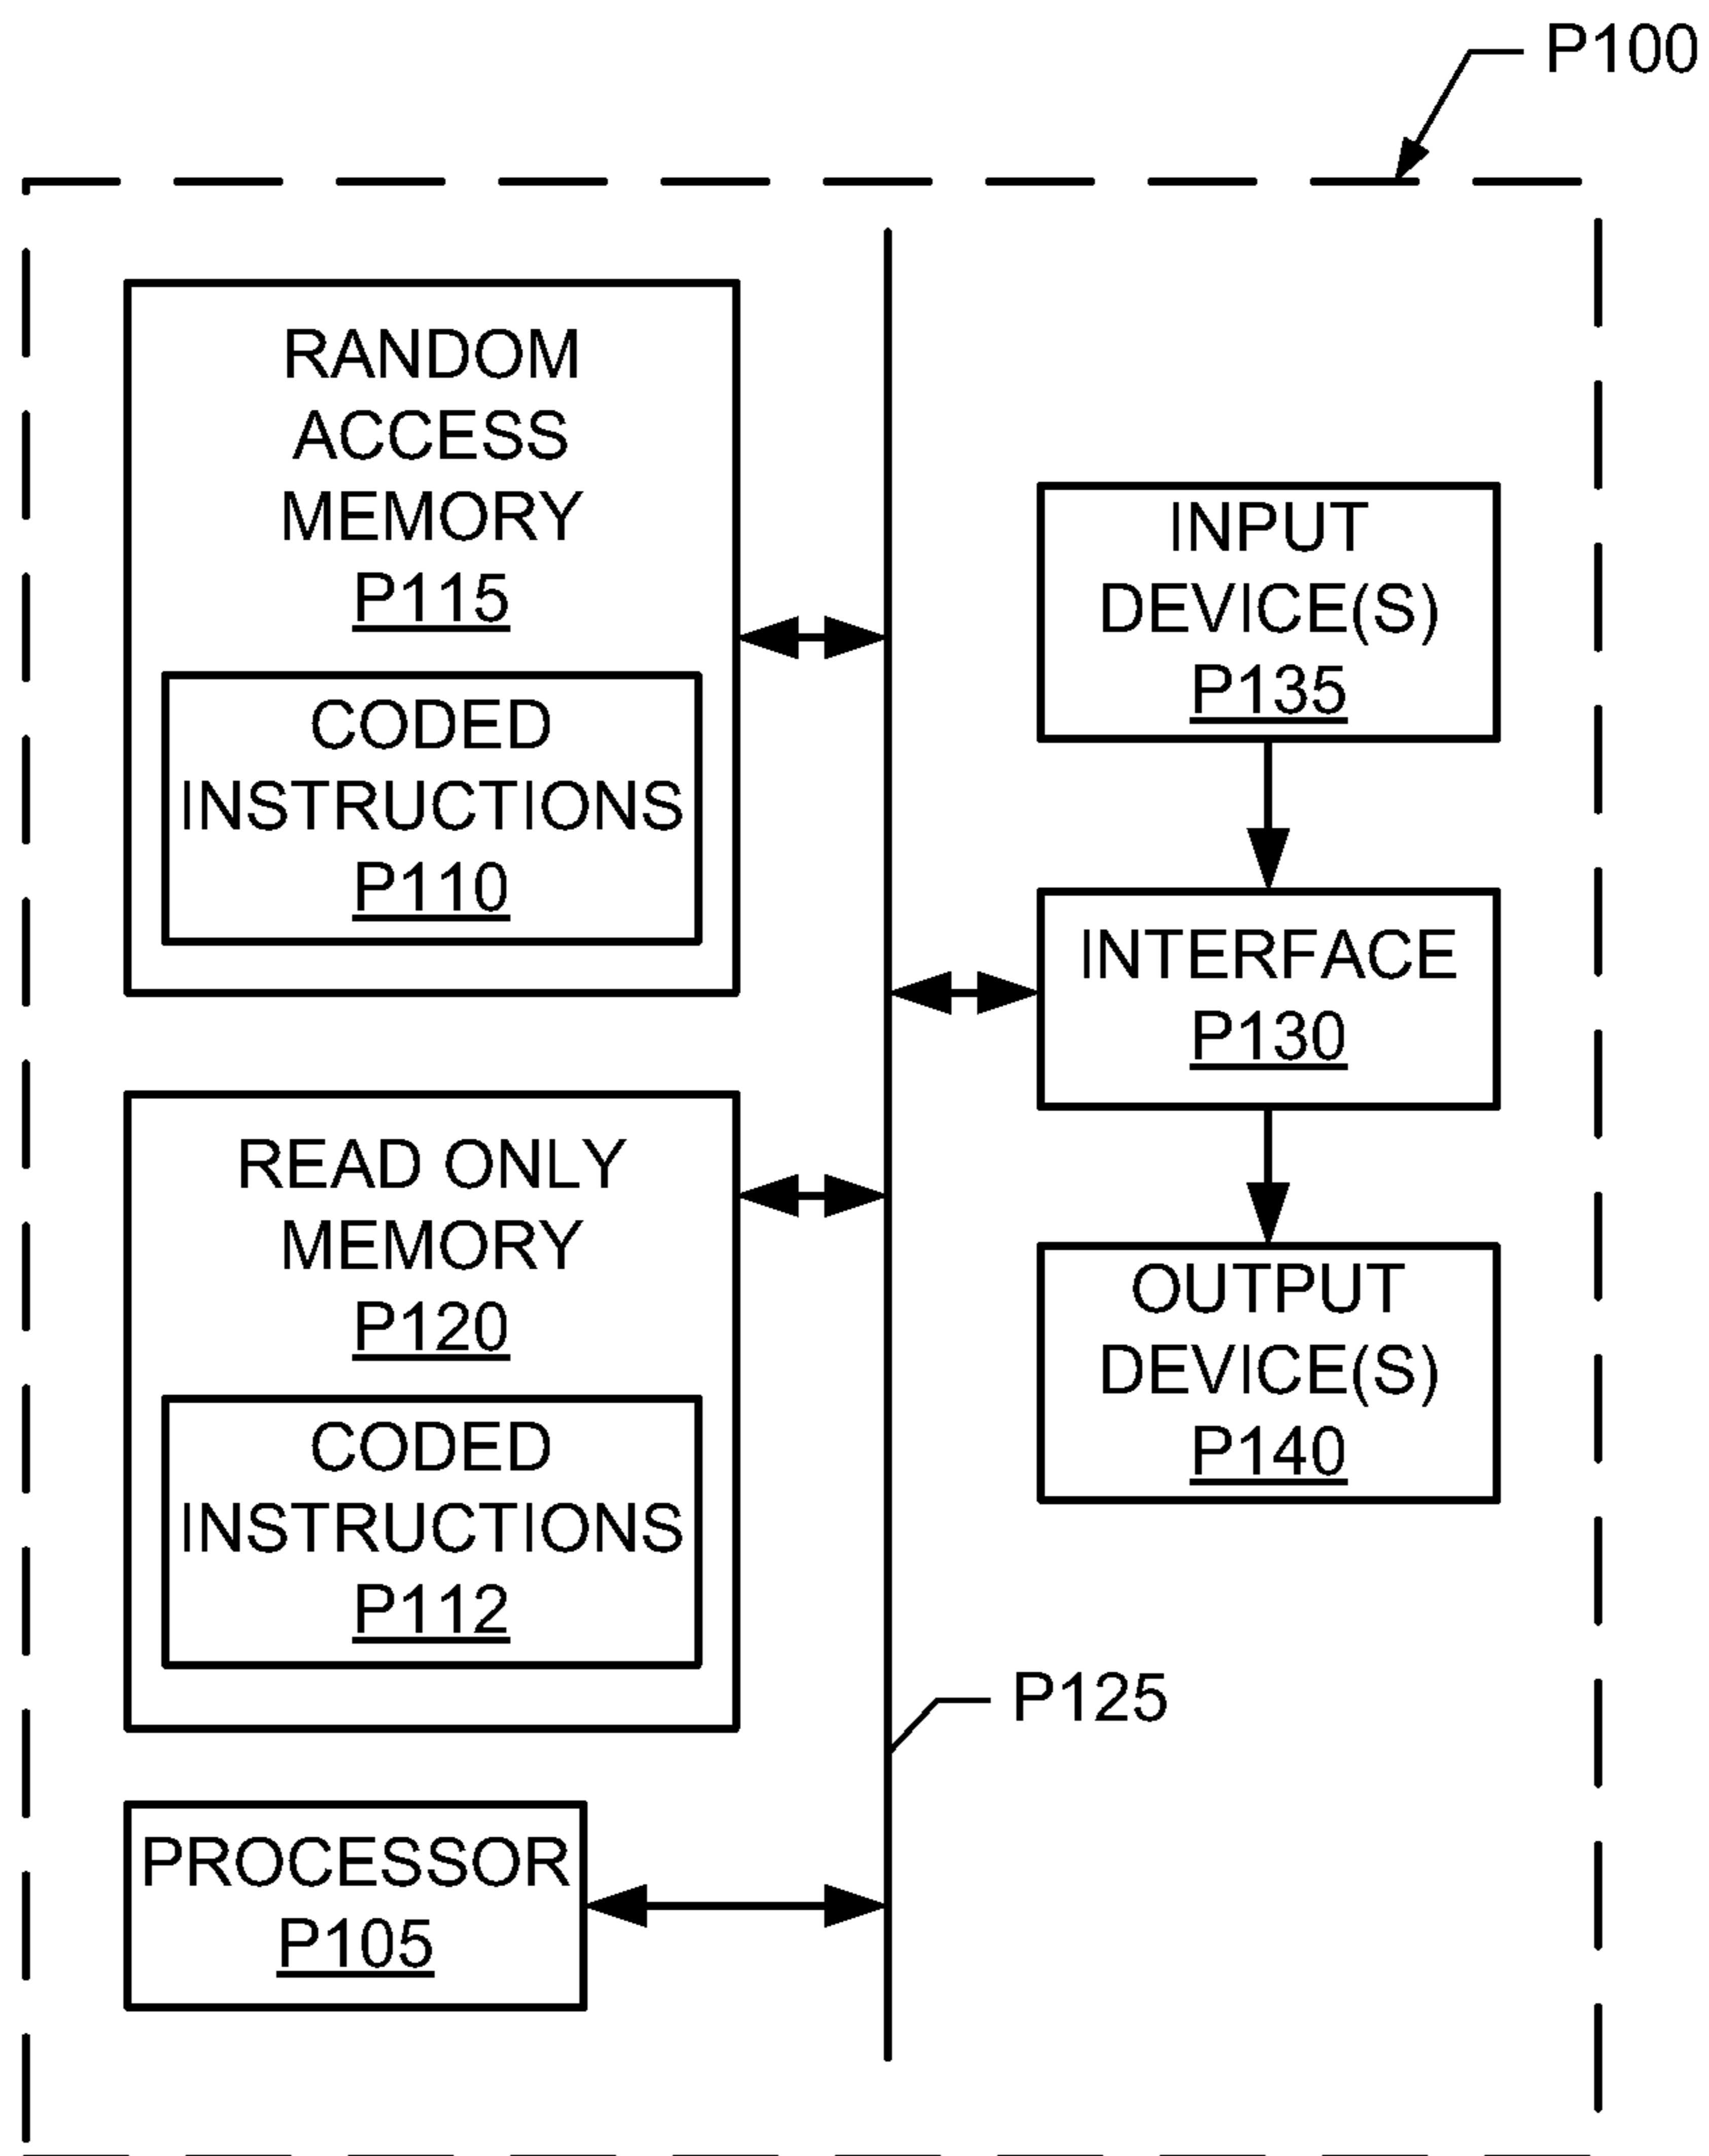 P100
RANDOM
ACCESS
MEMORY
P115
CODED
INSTRUCTIONS
P110
READ ONLY
MEMORY
P120
CODED
INSTRUCTIONS
P112
PROCESSOR
P105
INPUT
DEVICE(S)
P135
INTERFACE
P130
OUTPUT
DEVICE(S)
P140
P125